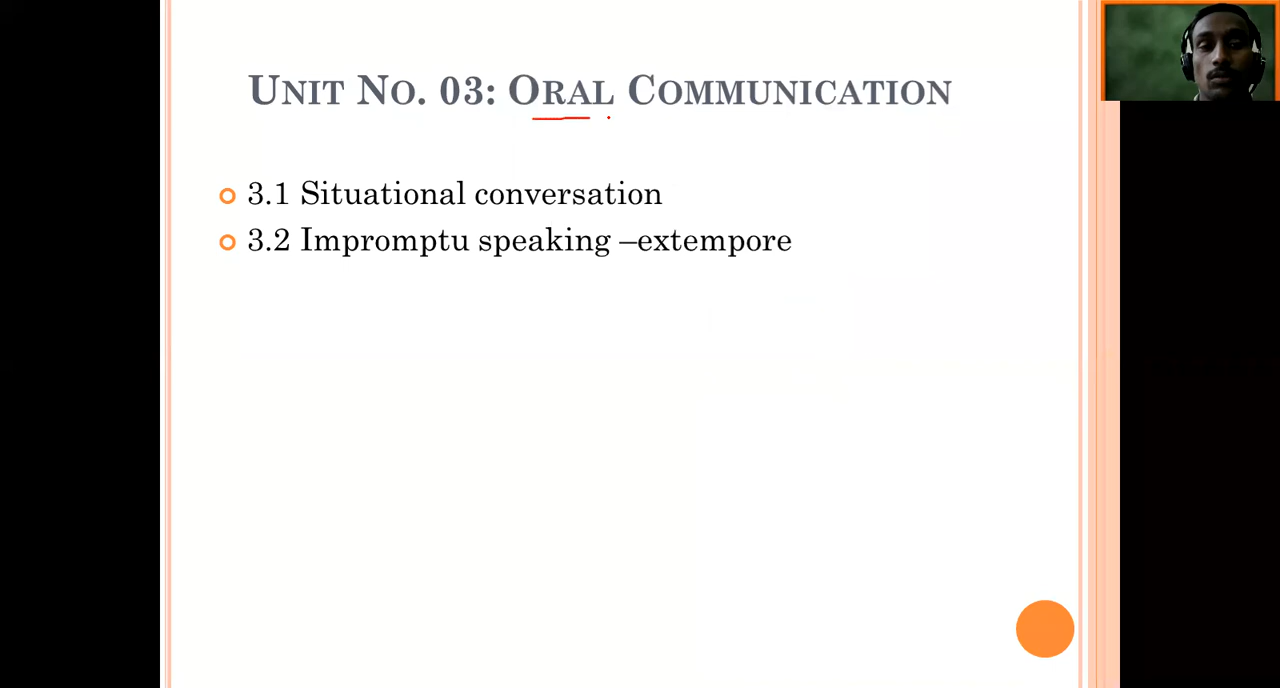 Unit No. 03: Oral Communication
3.1 Situational conversation
3.2 Impromptu speaking –extempore